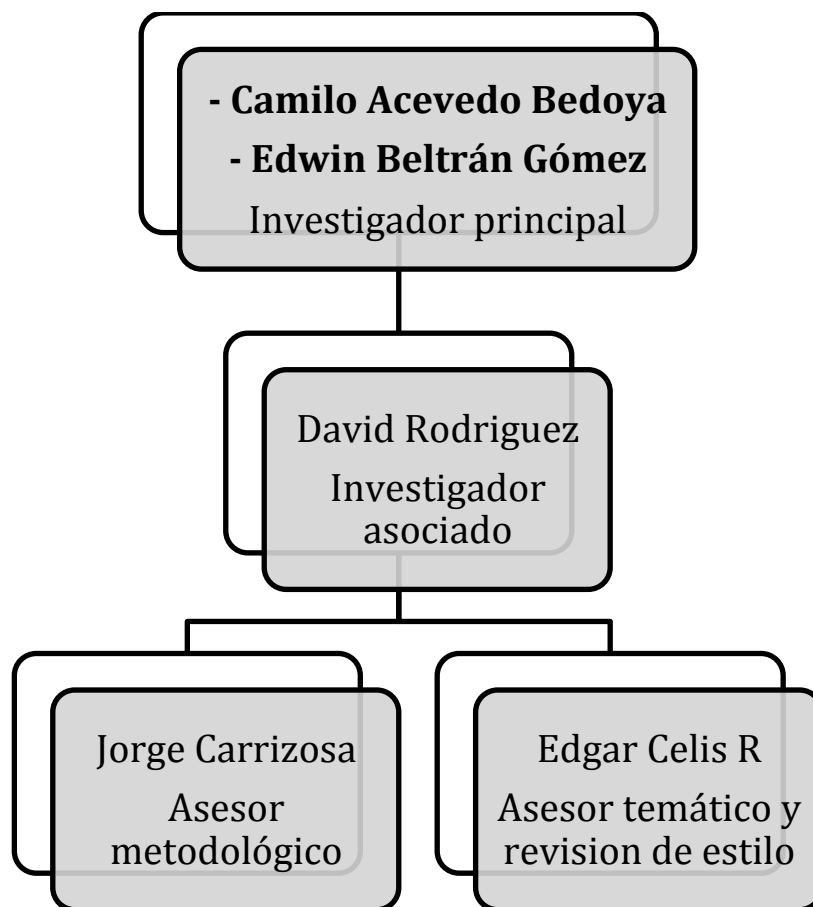 - Camilo Acevedo Bedoya
- Edwin Beltrán Gómez
Investigador principal
David Rodriguez
Investigador
asociado
Jorge Carrizosa
Asesor
metodológico
Edgar Celis R
Asesor temático y
revision de estilo